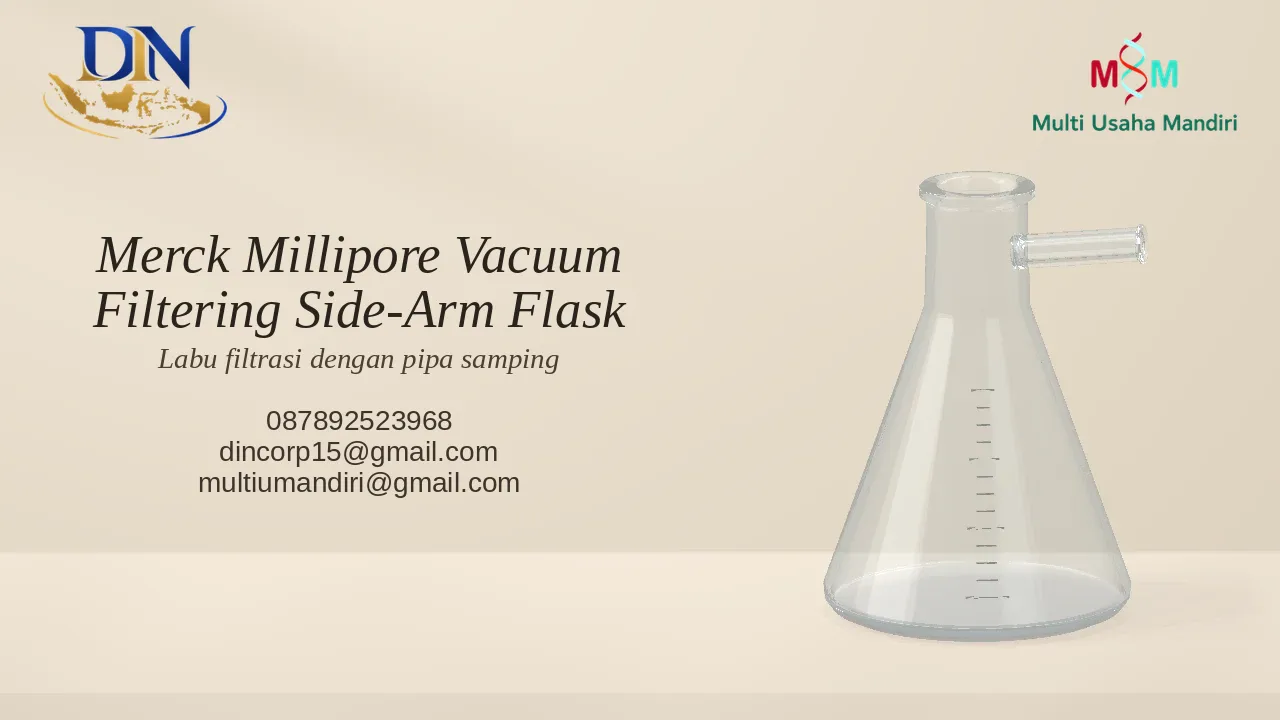 DIN
M M
Multi Usaha Mandiri
Merck Millipore Vacuum
Filtering Side-Arm Flask
Labu filtrasi dengan pipa samping
087892523968
dincorp15@gmail.com
multiumandiri@gmail.com